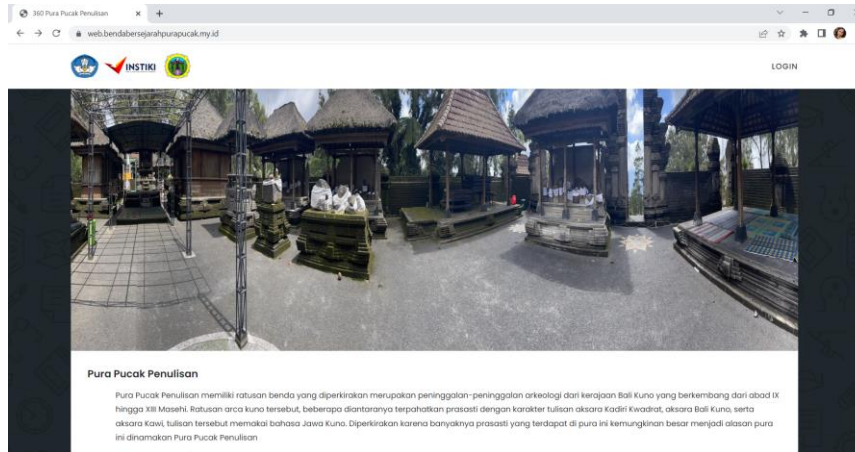 360 Pura Pucak Penulisan
web.bendabersejarahpurapucak.my.id
INSTIKI
LOGIN
Pura Pucak Penulisan
Pura Pucak Penulisan memiliki ratusan benda yang diperkirakan merupakan peninggalan-peninggalan arkeologi dari kerajaan Bali Kuno yang berkembang dari abad IX
hingga XIII Masehi. Ratusan arca kuno tersebut, beberapa diantaranya terpahatkan prasasti dengan karakter tulisan aksara Kadiri Kwadrat, aksara Bali Kuno, serta
aksara Kawi, tulisan tersebut memakai bahasa Jawa Kuno. Diperkirakan karena banyaknya prasasti yang terdapat di pura ini kemungkinan besar menjadi alasan pura
ini dinamakan Pura Pucak Penulisan